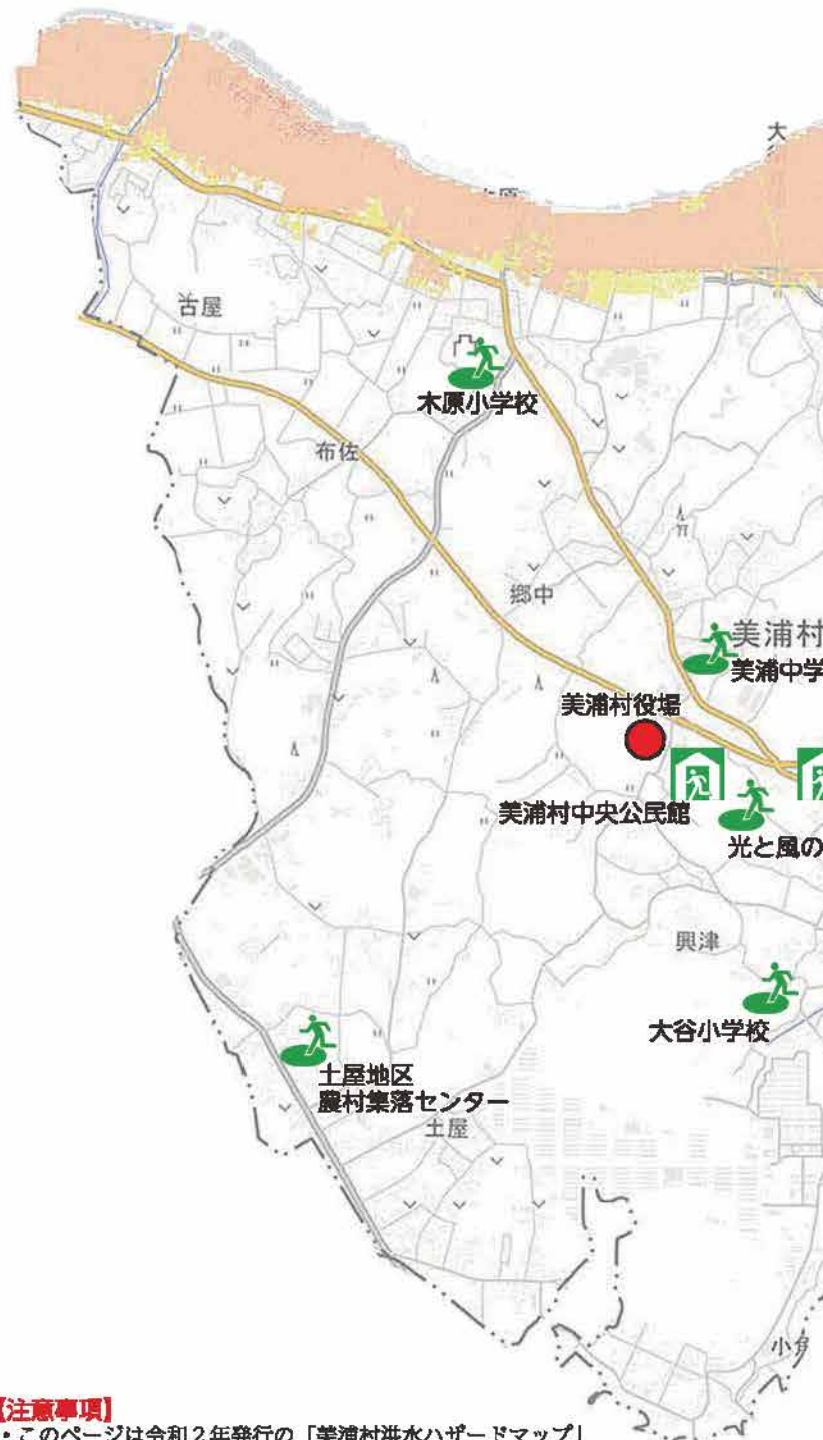 大
古屋
木原小学校
布佐
郷中
美浦村
美浦中学
美浦村役場
美浦村中央公民館
光と風の
興津
大谷小学校
土屋地区
農村集落センター
土屋
【注意事項】
・このページは令和2年発行の「美浦村洪水ハザードマップ」